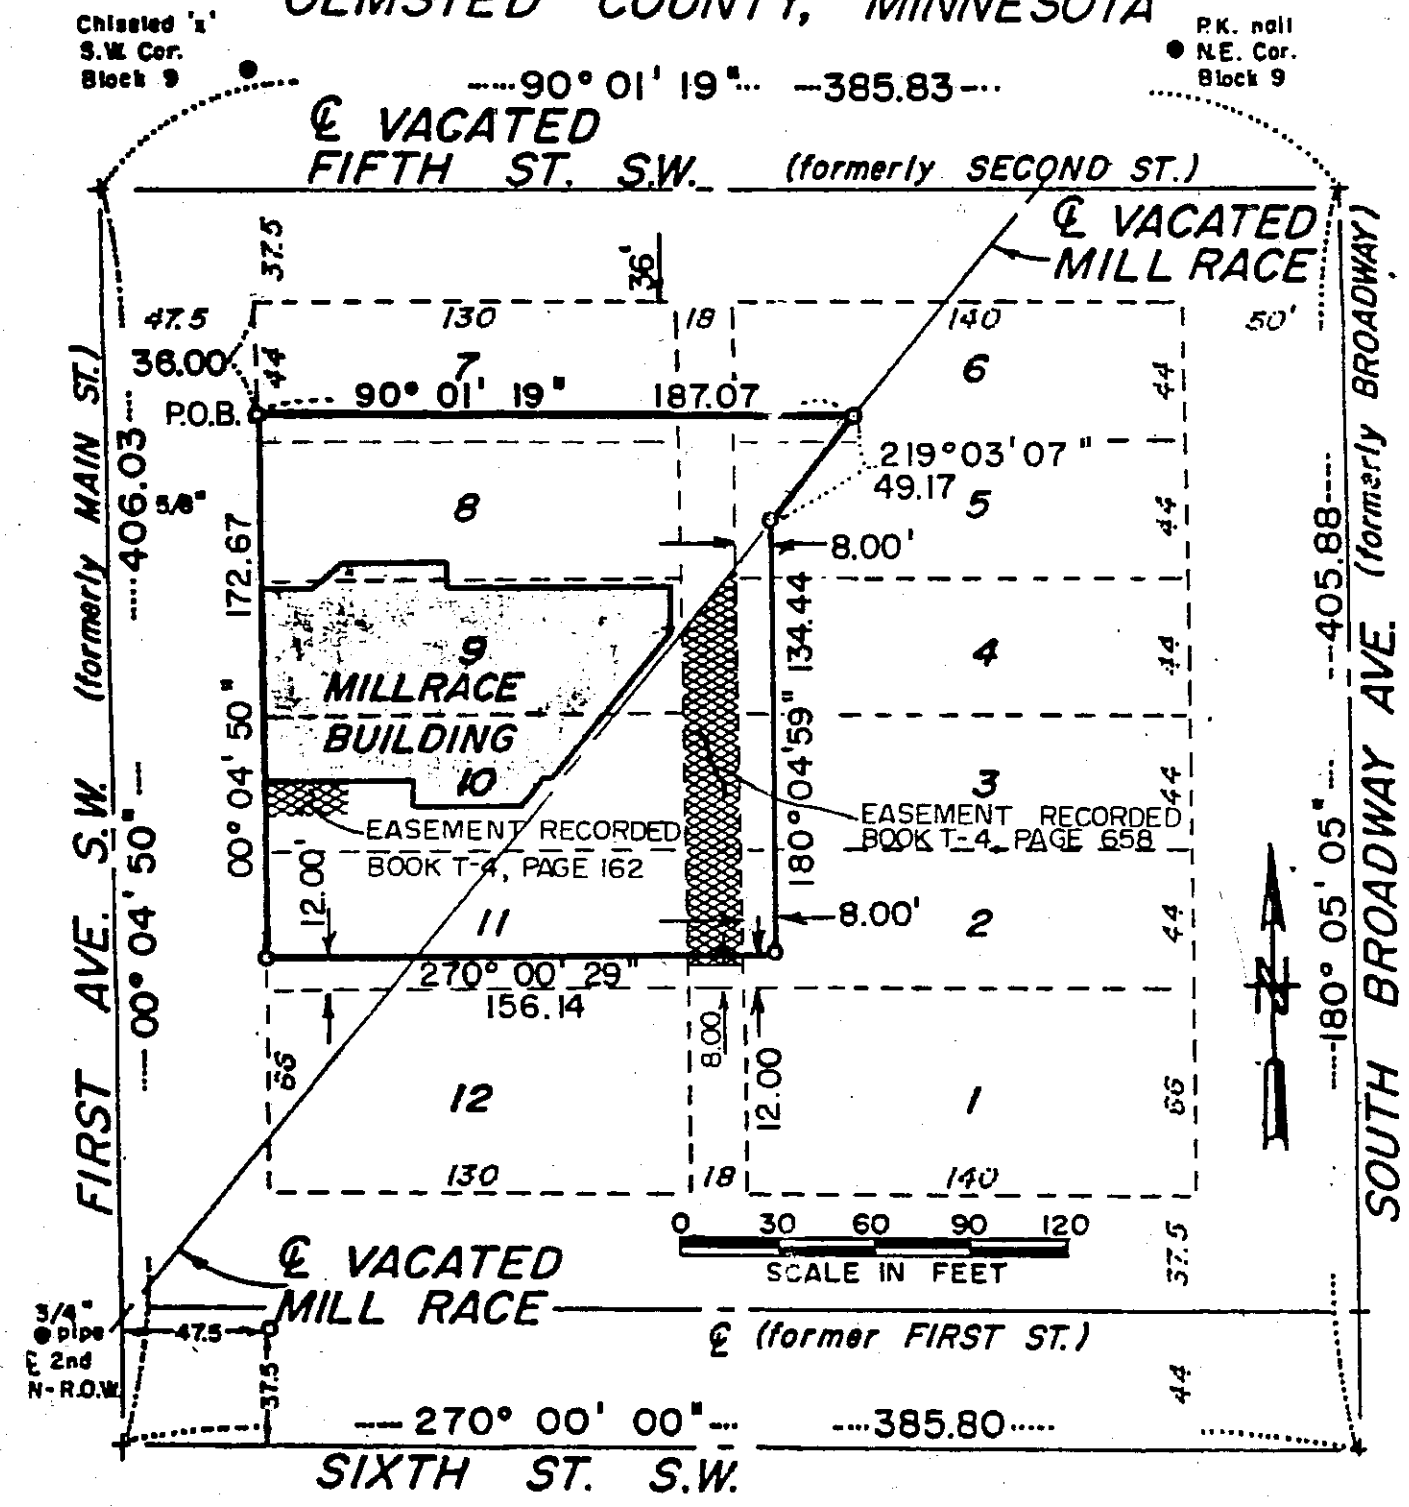 OLMSTED COUNTY, MINNESOTA
Chiseled 'x'
S.W. Cor.
Block 9
P.K. nail
N.E. Cor.
Block 9
90° 01' 19" 385.83
℄ VACATED
FIFTH ST. S.W. (formerly SECOND ST.)
℄ VACATED
MILL RACE
37.5
36'
47.5
130
18
140
50'
36.00
44
7
6
44
90° 01' 19" 187.07
P.O.B.
219°03'07"
49.17
5/8"
8
5
44
8.00'
406.03
172.67
134.44
405.88
9
4
44
MILLRACE
BUILDING
10
3
44
EASEMENT RECORDED
BOOK T-4, PAGE 162
EASEMENT RECORDED
BOOK T-4, PAGE 658
00° 04' 50"
180° 04' 59"
12.00'
11
8.00'
2
44
00° 04' 50"
180° 05' 05"
FIRST AVE. S.W. (formerly MAIN ST.)
SOUTH BROADWAY AVE. (formerly BROADWAY)
N
270° 00' 29"
156.14
8.00
12.00
66
12
1
66
130
18
140
0 30 60 90 120
SCALE IN FEET
37.5
℄ VACATED
MILL RACE
3/4"
pipe
E 2nd
N-R.O.W.
47.5
℄ (former FIRST ST.)
37.5
44
270° 00' 00" 385.80
SIXTH ST. S.W.